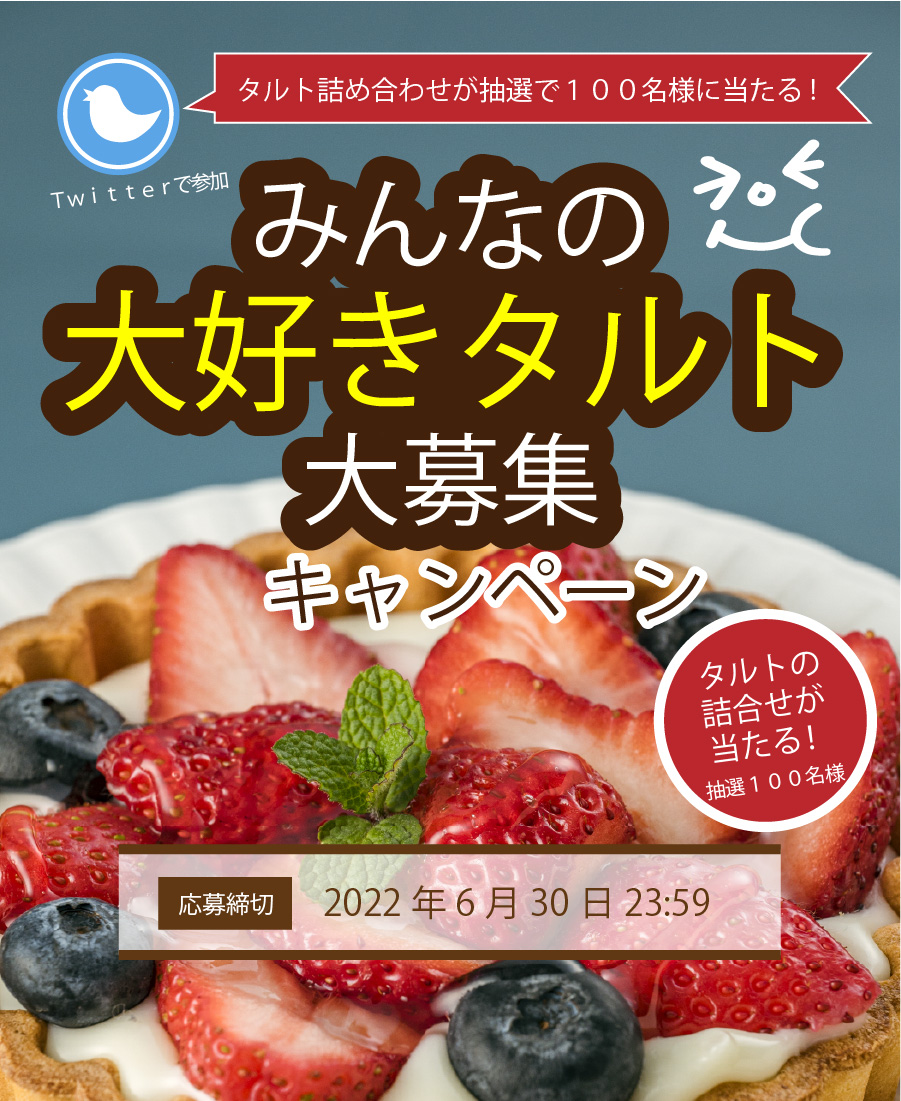 タルト詰め合わせが抽選で１００名様に当たる！
Ｔｗｉｔｔｅｒで参加
みんなの
大好きタルト
大募集
キャンペーン
タルトの
詰合せが
当たる！
抽選１００名様
応募締切 2022 年 6 月 30 日 23:59